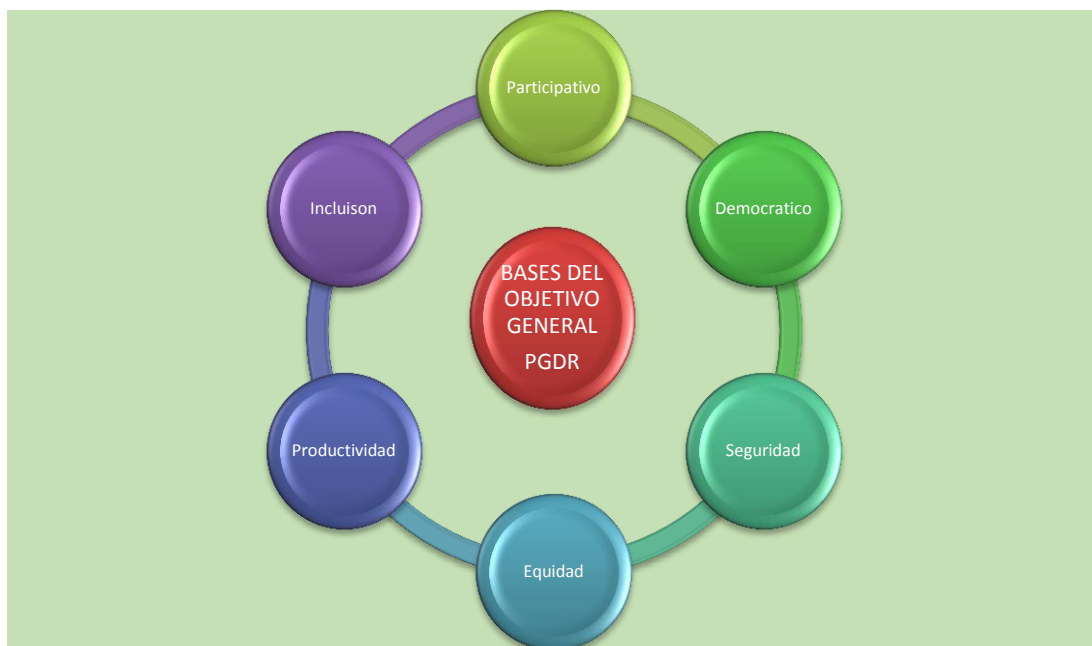 Participativo
Incluison
Democratico
BASES DEL
OBJETIVO
GENERAL
PGDR
Productividad
Seguridad
Equidad